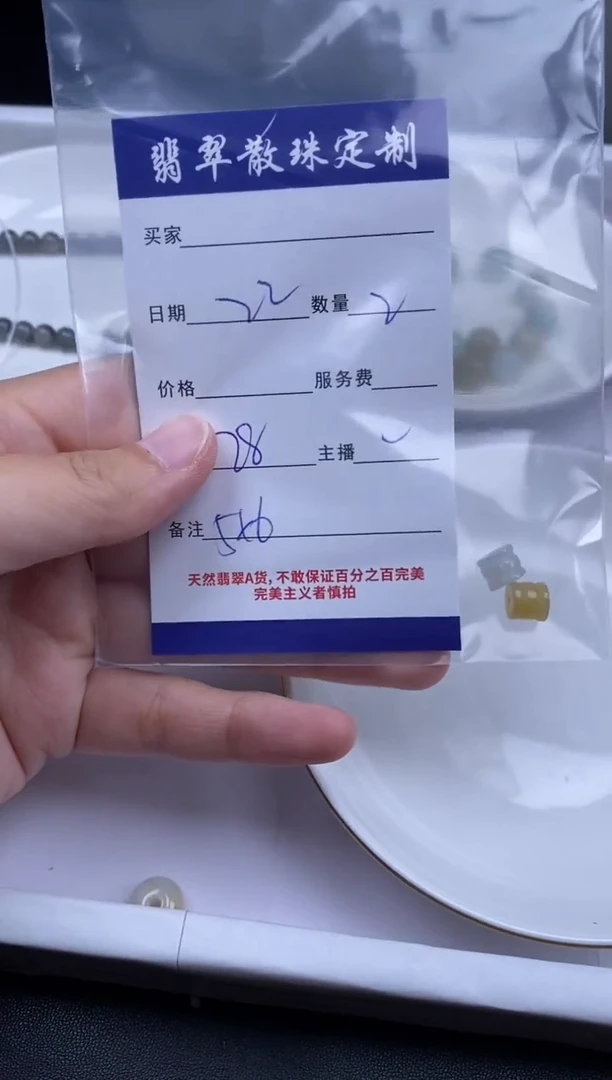 翡翠散珠定制
买家
日期 22 数量 2
价格 服务费
28 主播
备注 5x6
天然翡翠A货,不敢保证百分之百完美
完美主义者慎拍